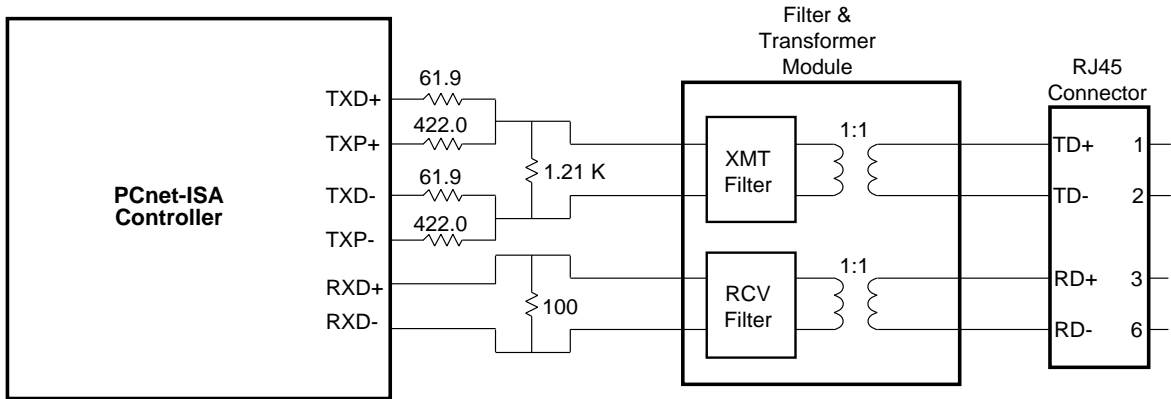 Filter &
Transformer
Module
RJ45
Connector
PCnet-ISA
Controller
TXD+
61.9
TXP+
422.0
TXD-
61.9
TXP-
422.0
1.21 K
RXD+
RXD-
100
XMT
Filter
1:1
RCV
Filter
1:1
TD+ 1
TD- 2
RD+ 3
RD- 6